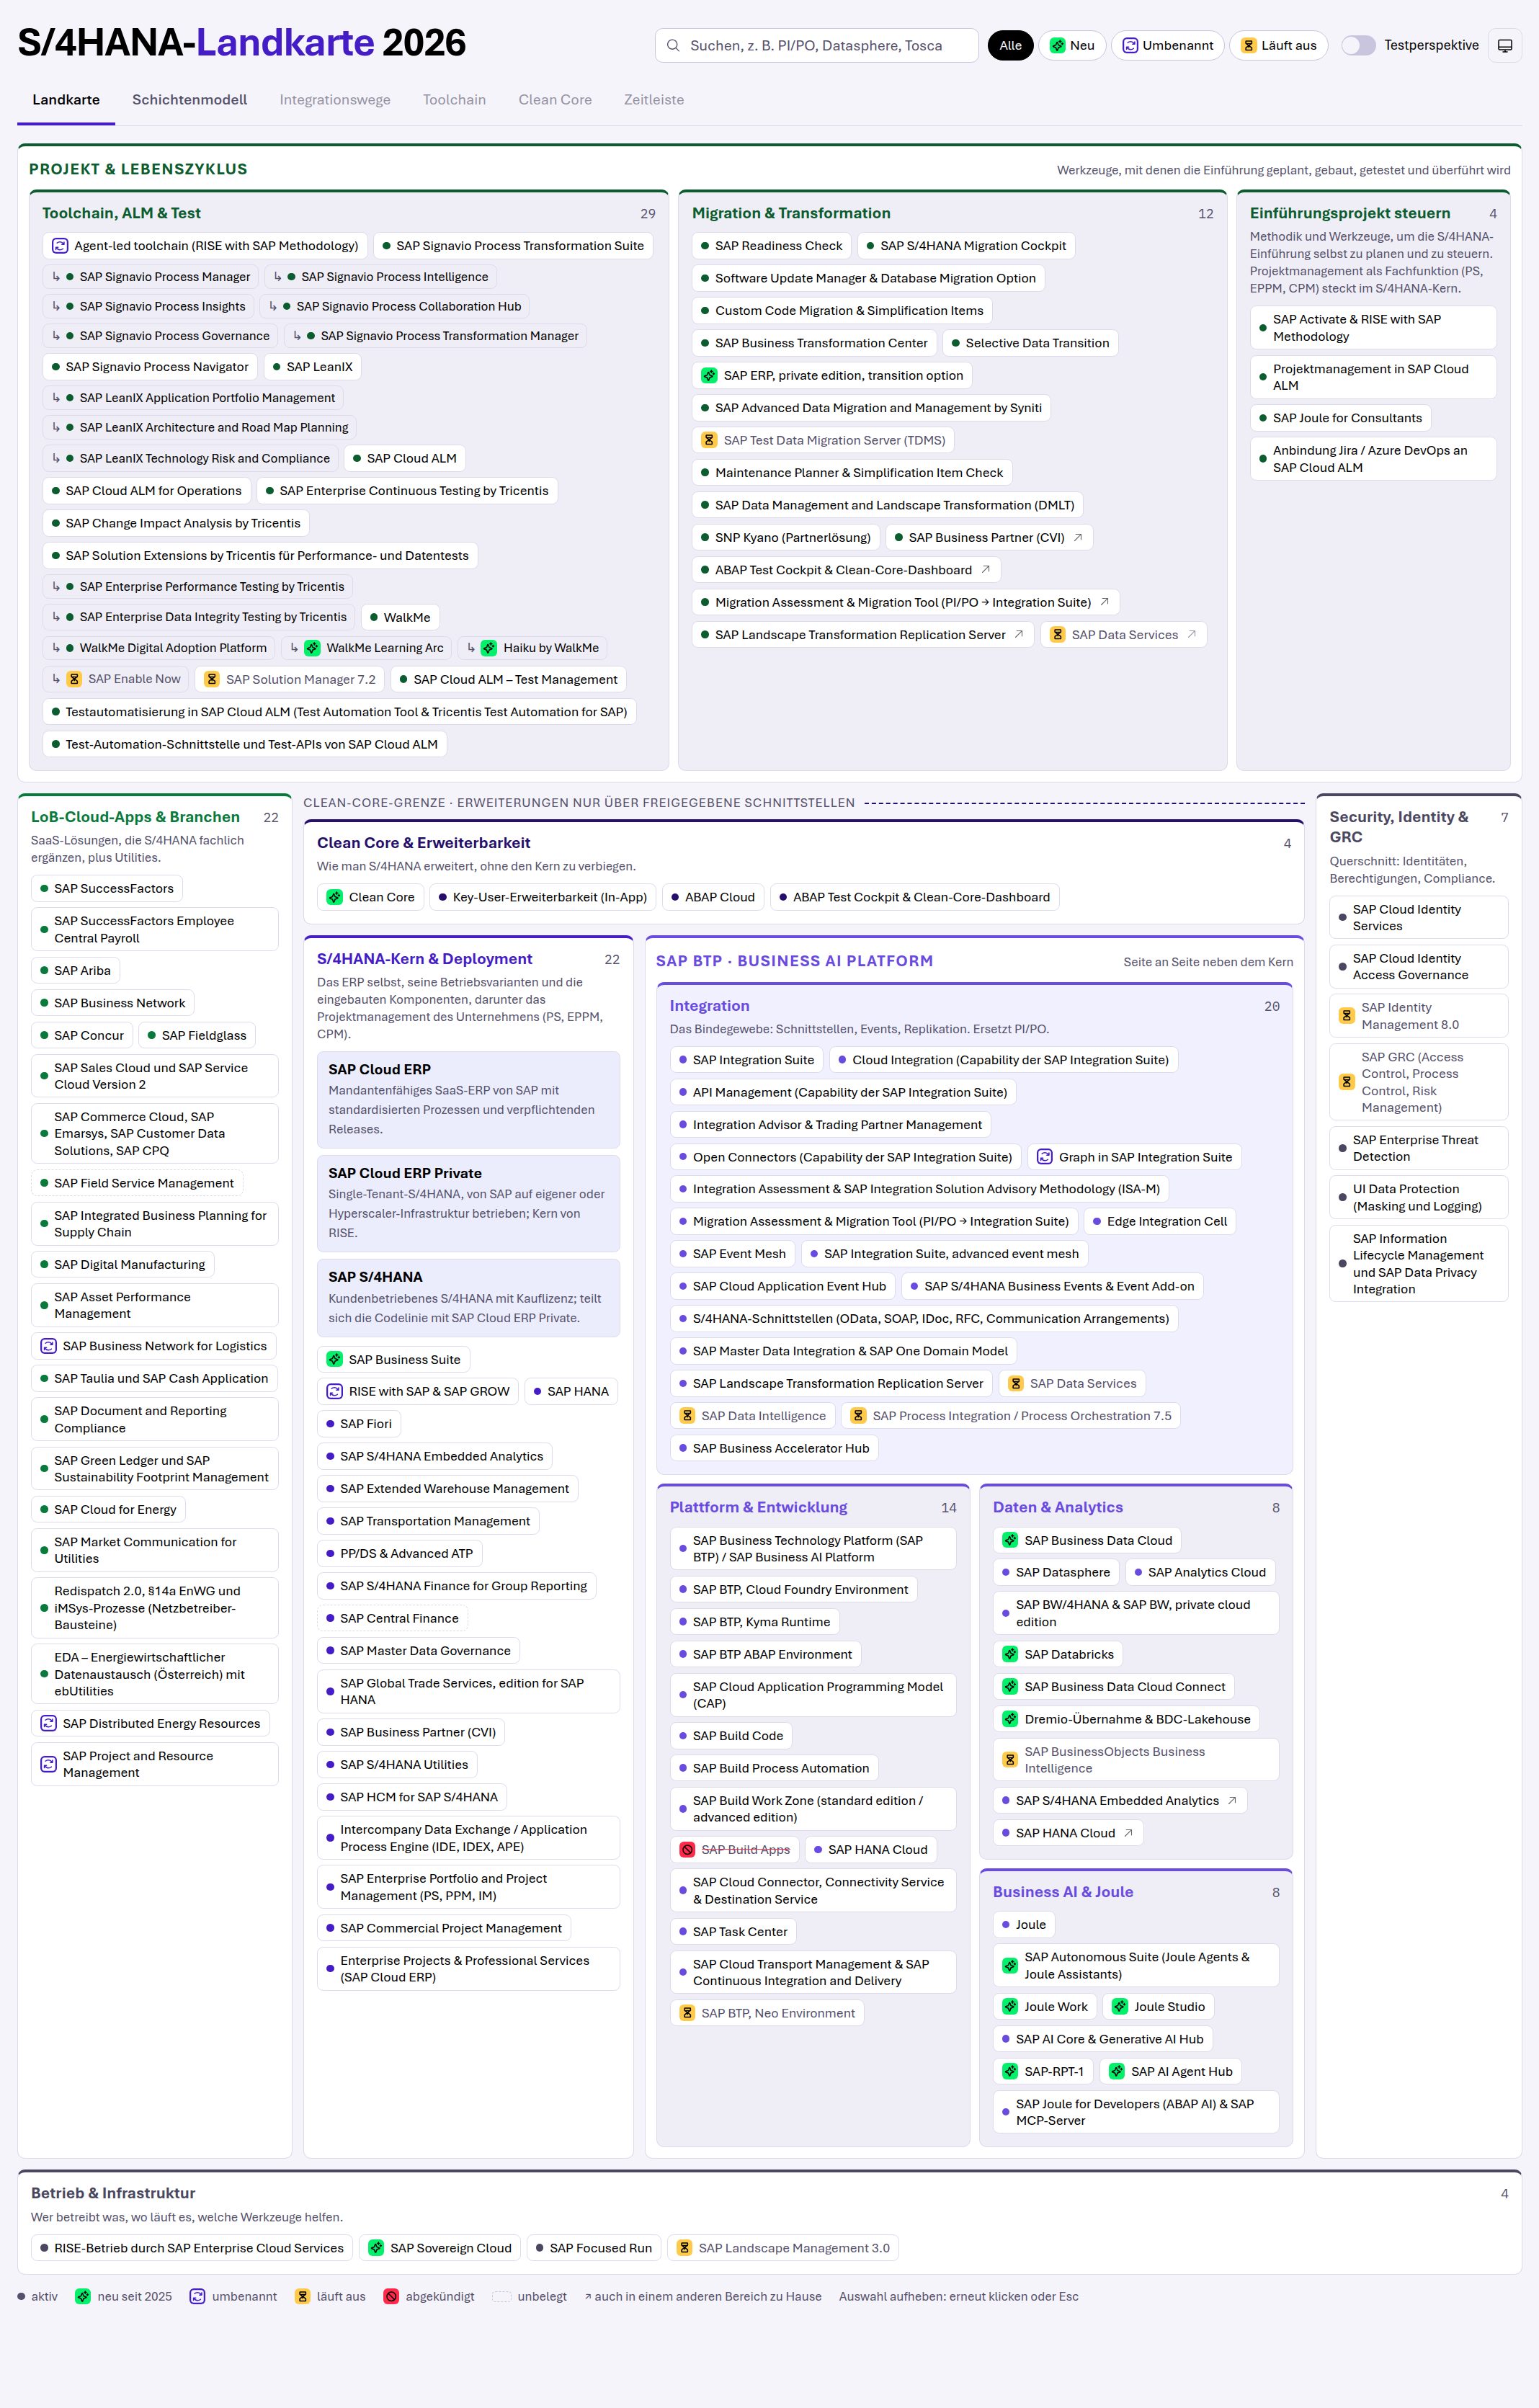 S/4HANA-Landkarte 2026
Suchen, z. B. PI/PO, Datasphere, Tosca
Alle
Neu
Umbenannt
Läuft aus
Testperspektive
Landkarte
Schichtenmodell
Integrationswege
Toolchain
Clean Core
Zeitleiste
PROJEKT & LEBENSZYKLUS
Werkzeuge, mit denen die Einführung geplant, gebaut, getestet und überführt wird
Toolchain, ALM & Test 29
Agent-led toolchain (RISE with SAP Methodology)
SAP Signavio Process Transformation Suite
↳ SAP Signavio Process Manager
↳ SAP Signavio Process Intelligence
↳ SAP Signavio Process Insights
↳ SAP Signavio Process Collaboration Hub
↳ SAP Signavio Process Governance
↳ SAP Signavio Process Transformation Manager
SAP Signavio Process Navigator
SAP LeanIX
↳ SAP LeanIX Application Portfolio Management
↳ SAP LeanIX Architecture and Road Map Planning
↳ SAP LeanIX Technology Risk and Compliance
SAP Cloud ALM
SAP Cloud ALM for Operations
SAP Enterprise Continuous Testing by Tricentis
SAP Change Impact Analysis by Tricentis
SAP Solution Extensions by Tricentis für Performance- und Datentests
↳ SAP Enterprise Performance Testing by Tricentis
↳ SAP Enterprise Data Integrity Testing by Tricentis
WalkMe
↳ WalkMe Digital Adoption Platform
↳ WalkMe Learning Arc
↳ Haiku by WalkMe
↳ SAP Enable Now
SAP Solution Manager 7.2
SAP Cloud ALM – Test Management
Testautomatisierung in SAP Cloud ALM (Test Automation Tool & Tricentis Test Automation for SAP)
Test-Automation-Schnittstelle und Test-APIs von SAP Cloud ALM
Migration & Transformation 12
SAP Readiness Check
SAP S/4HANA Migration Cockpit
Software Update Manager & Database Migration Option
Custom Code Migration & Simplification Items
SAP Business Transformation Center
Selective Data Transition
SAP ERP, private edition, transition option
SAP Advanced Data Migration and Management by Syniti
SAP Test Data Migration Server (TDMS)
Maintenance Planner & Simplification Item Check
SAP Data Management and Landscape Transformation (DMLT)
SNP Kyano (Partnerlösung)
SAP Business Partner (CVI) ↗
ABAP Test Cockpit & Clean-Core-Dashboard ↗
Migration Assessment & Migration Tool (PI/PO → Integration Suite) ↗
SAP Landscape Transformation Replication Server ↗
SAP Data Services ↗
Einführungsprojekt steuern 4
Methodik und Werkzeuge, um die S/4HANA-
Einführung selbst zu planen und zu steuern.
Projektmanagement als Fachfunktion (PS,
EPPM, CPM) steckt im S/4HANA-Kern.
SAP Activate & RISE with SAP
Methodology
Projektmanagement in SAP Cloud
ALM
SAP Joule for Consultants
Anbindung Jira / Azure DevOps an
SAP Cloud ALM
LoB-Cloud-Apps & Branchen 22
SaaS-Lösungen, die S/4HANA fachlich
ergänzen, plus Utilities.
SAP SuccessFactors
SAP SuccessFactors Employee
Central Payroll
SAP Ariba
SAP Business Network
SAP Concur
SAP Fieldglass
SAP Sales Cloud und SAP Service
Cloud Version 2
SAP Commerce Cloud, SAP
Emarsys, SAP Customer Data
Solutions, SAP CPQ
SAP Field Service Management
SAP Integrated Business Planning for
Supply Chain
SAP Digital Manufacturing
SAP Asset Performance
Management
SAP Business Network for Logistics
SAP Taulia und SAP Cash Application
SAP Document and Reporting
Compliance
SAP Green Ledger und SAP
Sustainability Footprint Management
SAP Cloud for Energy
SAP Market Communication for
Utilities
Redispatch 2.0, §14a EnWG und
iMSys-Prozesse (Netzbetreiber-
Bausteine)
EDA – Energiewirtschaftlicher
Datenaustausch (Österreich) mit
ebUtilities
SAP Distributed Energy Resources
SAP Project and Resource
Management
CLEAN-CORE-GRENZE · ERWEITERUNGEN NUR ÜBER FREIGEGEBENE SCHNITTSTELLEN
Clean Core & Erweiterbarkeit 4
Wie man S/4HANA erweitert, ohne den Kern zu verbiegen.
Clean Core
Key-User-Erweiterbarkeit (In-App)
ABAP Cloud
ABAP Test Cockpit & Clean-Core-Dashboard
S/4HANA-Kern & Deployment 22
Das ERP selbst, seine Betriebsvarianten und die
eingebauten Komponenten, darunter das
Projektmanagement des Unternehmens (PS, EPPM,
CPM).
SAP Cloud ERP
Mandantenfähiges SaaS-ERP von SAP mit
standardisierten Prozessen und verpflichtenden
Releases.
SAP Cloud ERP Private
Single-Tenant-S/4HANA, von SAP auf eigener oder
Hyperscaler-Infrastruktur betrieben; Kern von
RISE.
SAP S/4HANA
Kundenbetriebenes S/4HANA mit Kauflizenz; teilt
sich die Codelinie mit SAP Cloud ERP Private.
SAP Business Suite
RISE with SAP & SAP GROW
SAP HANA
SAP Fiori
SAP S/4HANA Embedded Analytics
SAP Extended Warehouse Management
SAP Transportation Management
PP/DS & Advanced ATP
SAP S/4HANA Finance for Group Reporting
SAP Central Finance
SAP Master Data Governance
SAP Global Trade Services, edition for SAP
HANA
SAP Business Partner (CVI)
SAP S/4HANA Utilities
SAP HCM for SAP S/4HANA
Intercompany Data Exchange / Application
Process Engine (IDE, IDEX, APE)
SAP Enterprise Portfolio and Project
Management (PS, PPM, IM)
SAP Commercial Project Management
Enterprise Projects & Professional Services
(SAP Cloud ERP)
SAP BTP · BUSINESS AI PLATFORM
Seite an Seite neben dem Kern
Integration 20
Das Bindegewebe: Schnittstellen, Events, Replikation. Ersetzt PI/PO.
SAP Integration Suite
Cloud Integration (Capability der SAP Integration Suite)
API Management (Capability der SAP Integration Suite)
Integration Advisor & Trading Partner Management
Open Connectors (Capability der SAP Integration Suite)
Graph in SAP Integration Suite
Integration Assessment & SAP Integration Solution Advisory Methodology (ISA-M)
Migration Assessment & Migration Tool (PI/PO → Integration Suite)
Edge Integration Cell
SAP Event Mesh
SAP Integration Suite, advanced event mesh
SAP Cloud Application Event Hub
SAP S/4HANA Business Events & Event Add-on
S/4HANA-Schnittstellen (OData, SOAP, IDoc, RFC, Communication Arrangements)
SAP Master Data Integration & SAP One Domain Model
SAP Landscape Transformation Replication Server
SAP Data Services
SAP Data Intelligence
SAP Process Integration / Process Orchestration 7.5
SAP Business Accelerator Hub
Plattform & Entwicklung 14
SAP Business Technology Platform (SAP
BTP) / SAP Business AI Platform
SAP BTP, Cloud Foundry Environment
SAP BTP, Kyma Runtime
SAP BTP ABAP Environment
SAP Cloud Application Programming Model
(CAP)
SAP Build Code
SAP Build Process Automation
SAP Build Work Zone (standard edition /
advanced edition)
SAP Build Apps
SAP HANA Cloud
SAP Cloud Connector, Connectivity Service
& Destination Service
SAP Task Center
SAP Cloud Transport Management & SAP
Continuous Integration and Delivery
SAP BTP, Neo Environment
Daten & Analytics 8
SAP Business Data Cloud
SAP Datasphere
SAP Analytics Cloud
SAP BW/4HANA & SAP BW, private cloud
edition
SAP Databricks
SAP Business Data Cloud Connect
Dremio-Übernahme & BDC-Lakehouse
SAP BusinessObjects Business
Intelligence
SAP S/4HANA Embedded Analytics ↗
SAP HANA Cloud ↗
Business AI & Joule 8
Joule
SAP Autonomous Suite (Joule Agents &
Joule Assistants)
Joule Work
Joule Studio
SAP AI Core & Generative AI Hub
SAP-RPT-1
SAP AI Agent Hub
SAP Joule for Developers (ABAP AI) & SAP
MCP-Server
Security, Identity &
GRC 7
Querschnitt: Identitäten,
Berechtigungen, Compliance.
SAP Cloud Identity
Services
SAP Cloud Identity
Access Governance
SAP Identity
Management 8.0
SAP GRC (Access
Control, Process
Control, Risk
Management)
SAP Enterprise Threat
Detection
UI Data Protection
(Masking und Logging)
SAP Information
Lifecycle Management
und SAP Data Privacy
Integration
Betrieb & Infrastruktur 4
Wer betreibt was, wo läuft es, welche Werkzeuge helfen.
RISE-Betrieb durch SAP Enterprise Cloud Services
SAP Sovereign Cloud
SAP Focused Run
SAP Landscape Management 3.0
aktiv
neu seit 2025
umbenannt
läuft aus
abgekündigt
unbelegt
↗ auch in einem anderen Bereich zu Hause
Auswahl aufheben: erneut klicken oder Esc